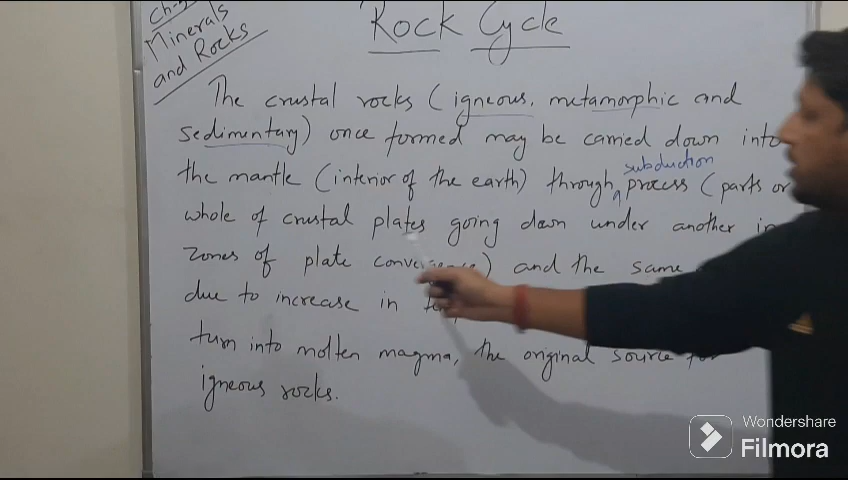 Ch-5
Minerals
and Rocks
Rock Cycle
The crustal rocks (igneous, metamorphic and
sedimentary) once formed may be carried down into
the mantle (interior of the earth) through subduction process (parts or
whole of crustal plates going down under another in
zones of plate convergence) and the same
due to increase in
turn into molten magma, the original source for
igneous rocks.
Wondershare
Filmora